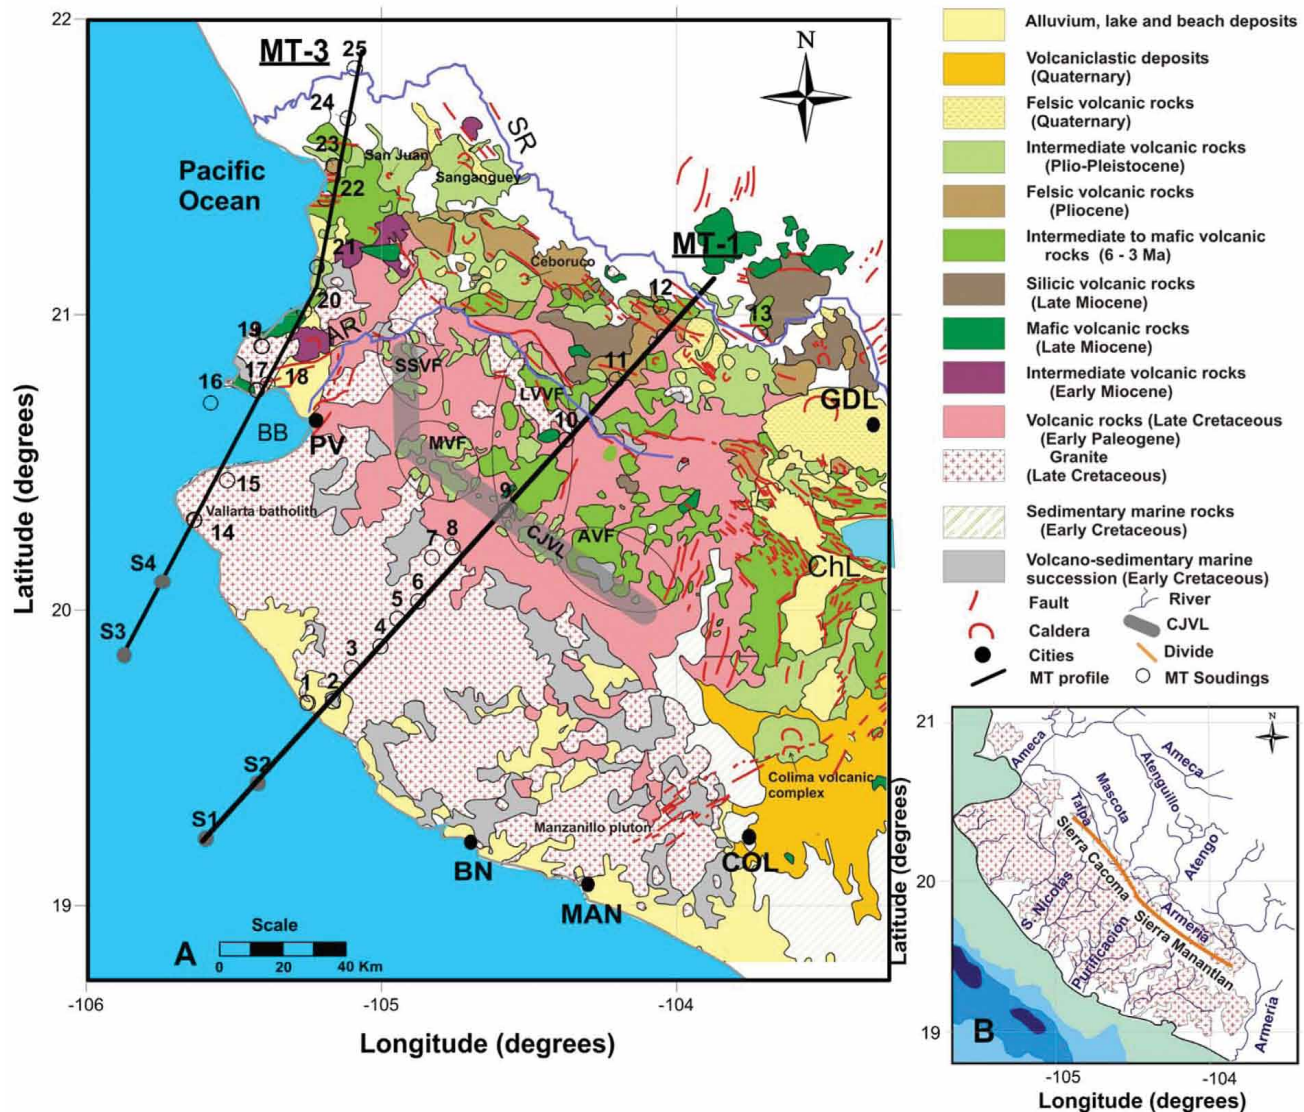 22
MT-3
25
N
24
SR
23
San Juan
Pacific
Ocean
22
Sanganguey
MT-1
21
Ceboruco
12
21
20
13
19
AR
11
17
18
SSVF
16
LVVF
GDL
10
BB
PV
MVF
15
9
Vallarta batholith
14
8
7
CJVL
AVF
S4
6
ChL
20
5
S3
4
3
1
2
S2
Colima volcanic
complex
S1
Manzanillo pluton
BN
COL
MAN
19
Scale
A
0
20
40 Km
-106
-105
-104
Latitude (degrees)
Longitude (degrees)
Alluvium, lake and beach deposits
Volcaniclastic deposits
(Quaternary)
Felsic volcanic rocks
(Quaternary)
Intermediate volcanic rocks
(Plio-Pleistocene)
Felsic volcanic rocks
(Pliocene)
Intermediate to mafic volcanic
rocks (6 - 3 Ma)
Silicic volcanic rocks
(Late Miocene)
Mafic volcanic rocks
(Late Miocene)
Intermediate volcanic rocks
(Early Miocene)
Volcanic rocks (Late Cretaceous
(Early Paleogene)
Granite
(Late Cretaceous)
Sedimentary marine rocks
(Early Cretaceous)
Volcano-sedimentary marine
succession (Early Cretaceous)
Fault
River
Caldera
CJVL
Cities
Divide
MT profile
MT Soudings
21
N
Ameca
Ameca
Atenguillo
Mascota
Talpa
Atengo
20
Sierra Cacoma
S. Nicolas
Armería
Sierra Manantlan
Purificación
Armería
19
B
-105
-104
Latitude (degrees)
Longitude (degrees)